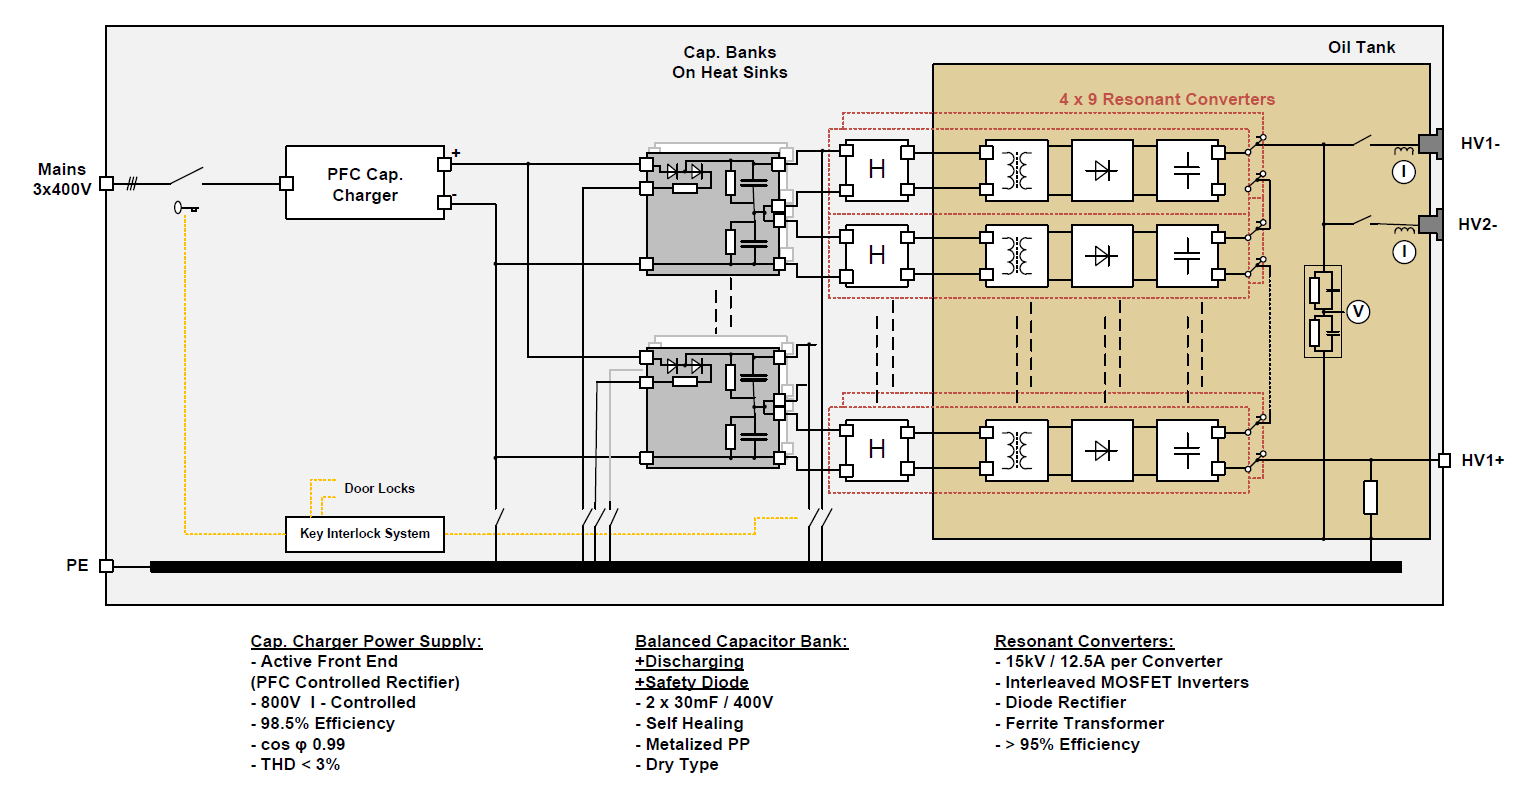 Oil Tank
Cap. Banks
On Heat Sinks
4 x 9 Resonant Converters
Mains
3x400V
+
-
PFC Cap.
Charger
H
HV1-
I
HV2-
H
I
V
H
HV1+
Door Locks
Key Interlock System
PE
Cap. Charger Power Supply:
- Active Front End
(PFC Controlled Rectifier)
- 800V I - Controlled
- 98.5% Efficiency
- cos φ 0.99
- THD < 3%
Balanced Capacitor Bank:
+Discharging
+Safety Diode
- 2 x 30mF / 400V
- Self Healing
- Metalized PP
- Dry Type
Resonant Converters:
- 15kV / 12.5A per Converter
- Interleaved MOSFET Inverters
- Diode Rectifier
- Ferrite Transformer
- > 95% Efficiency